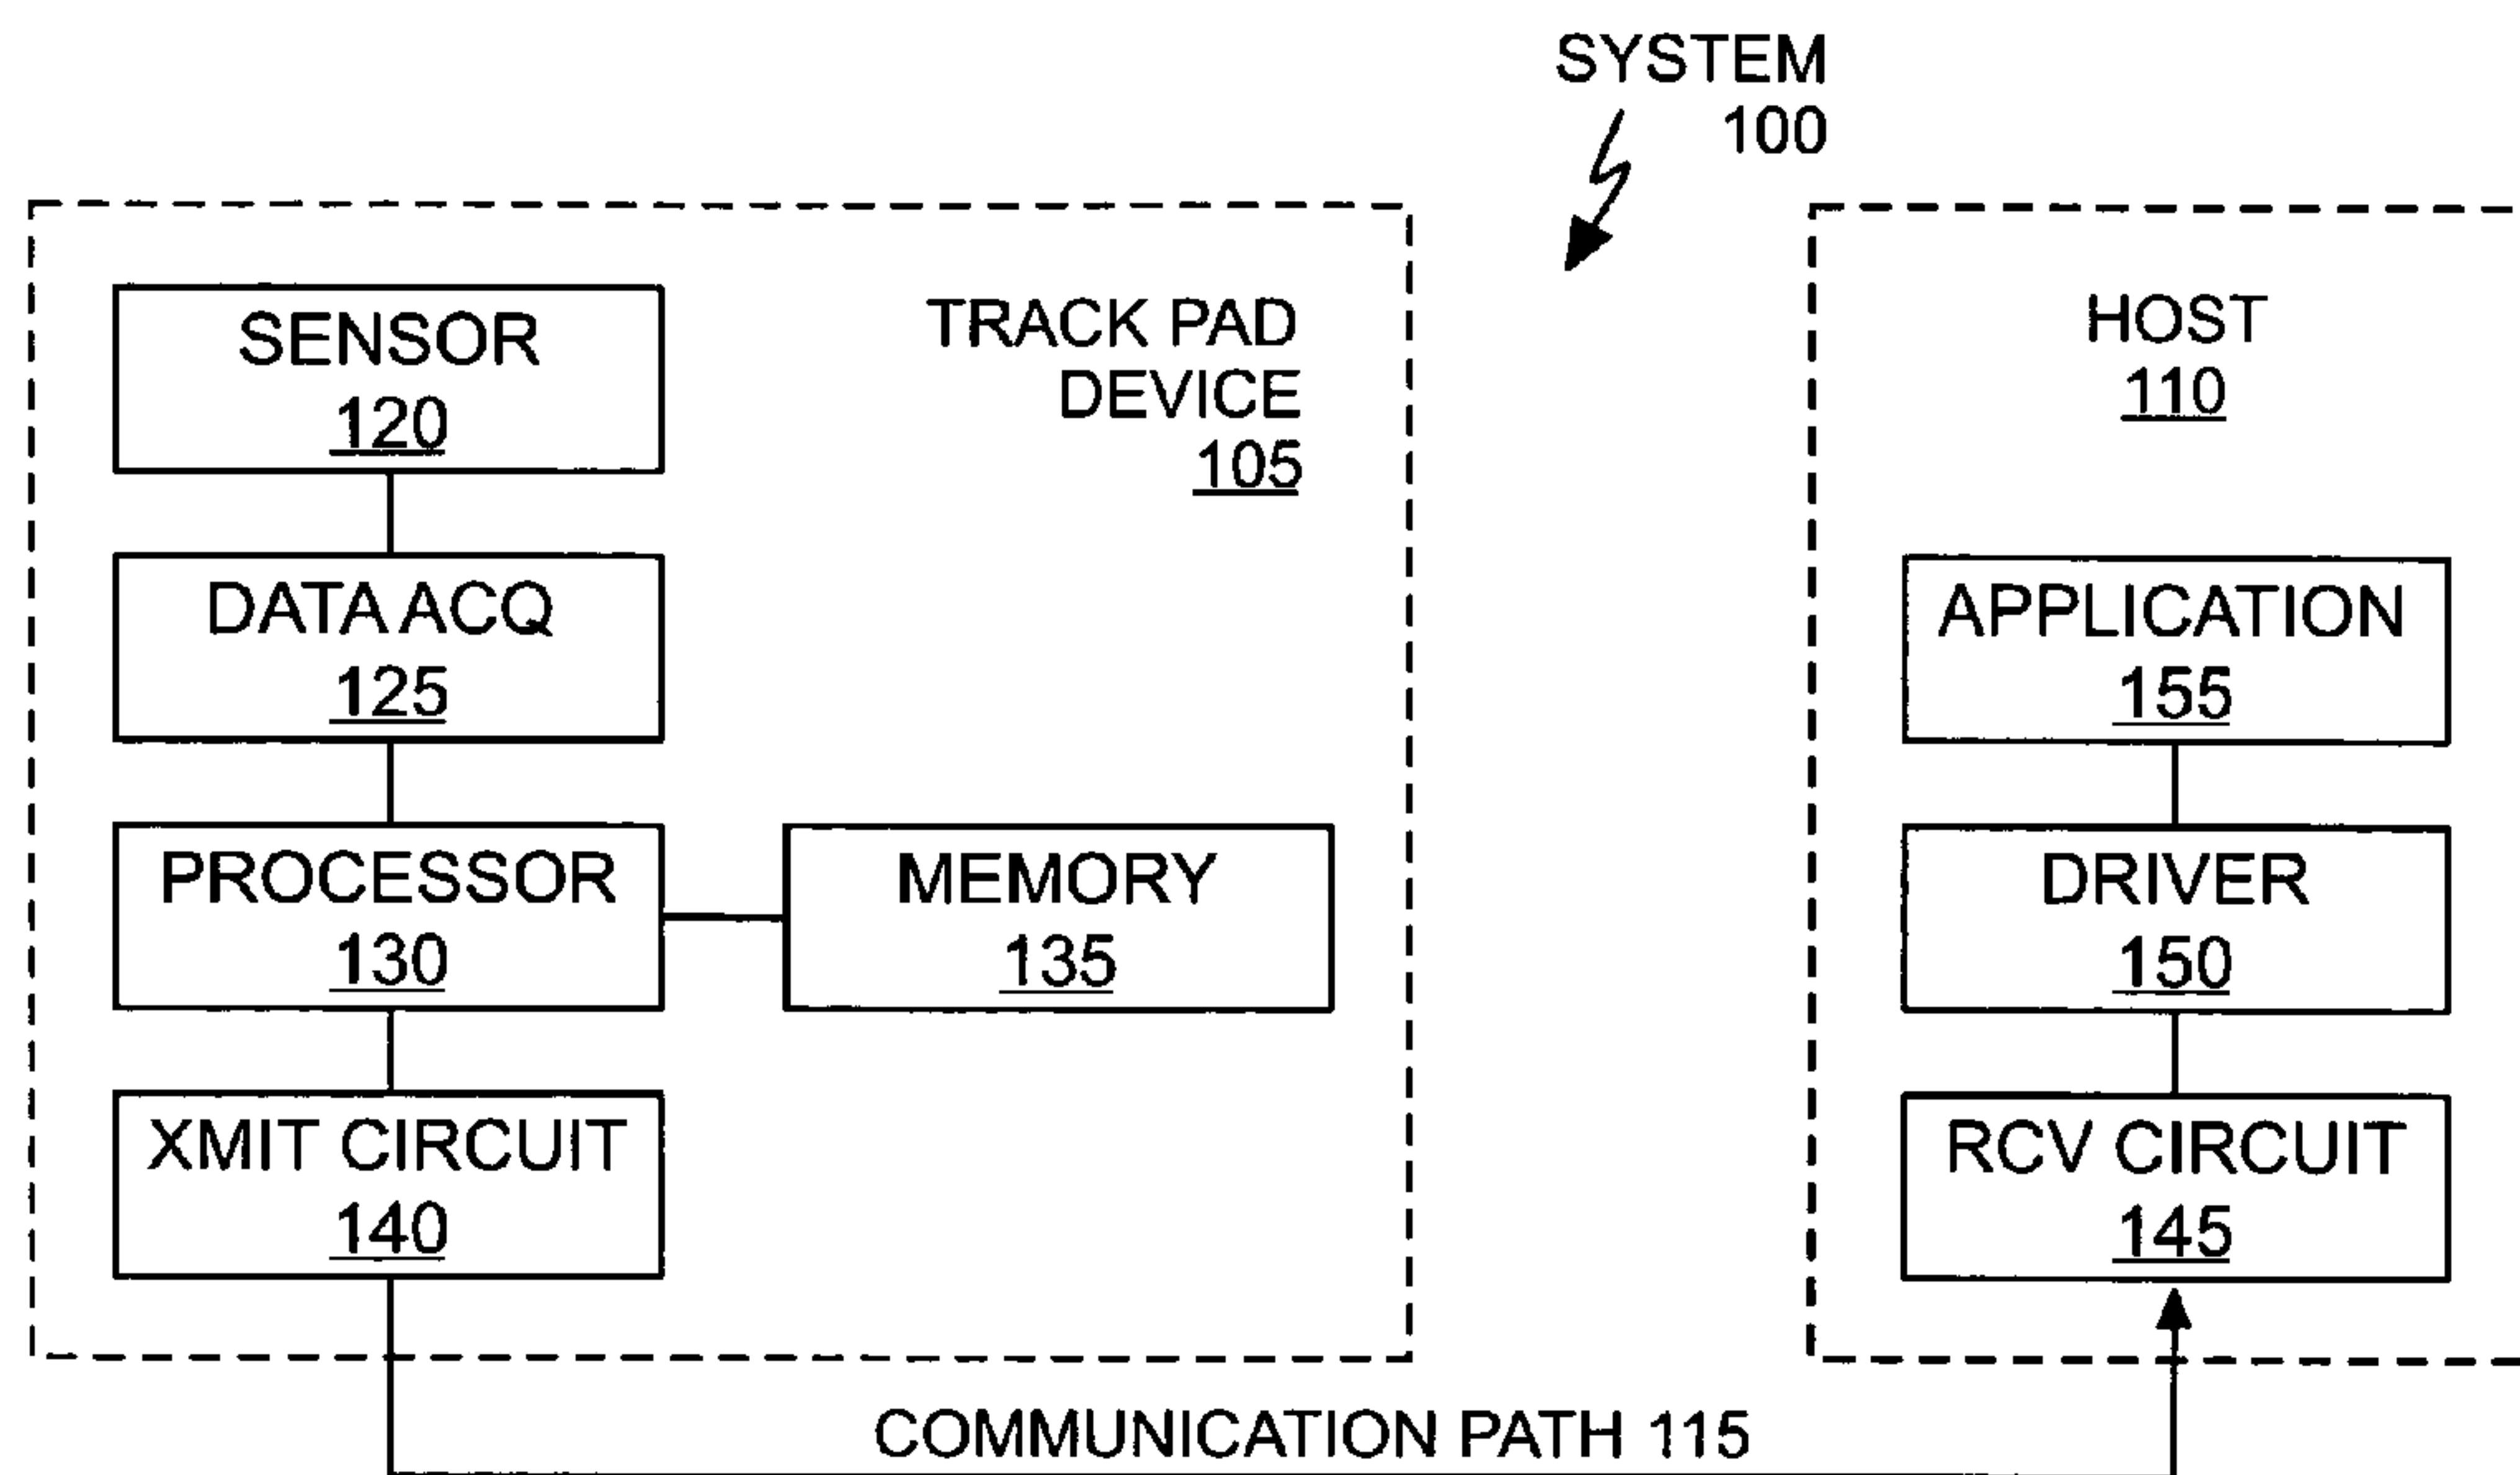 SYSTEM
100
TRACK PAD
DEVICE
105
SENSOR
120
DATA ACQ
125
PROCESSOR
130
MEMORY
135
XMIT CIRCUIT
140
HOST
110
APPLICATION
155
DRIVER
150
RCV CIRCUIT
145
COMMUNICATION PATH 115